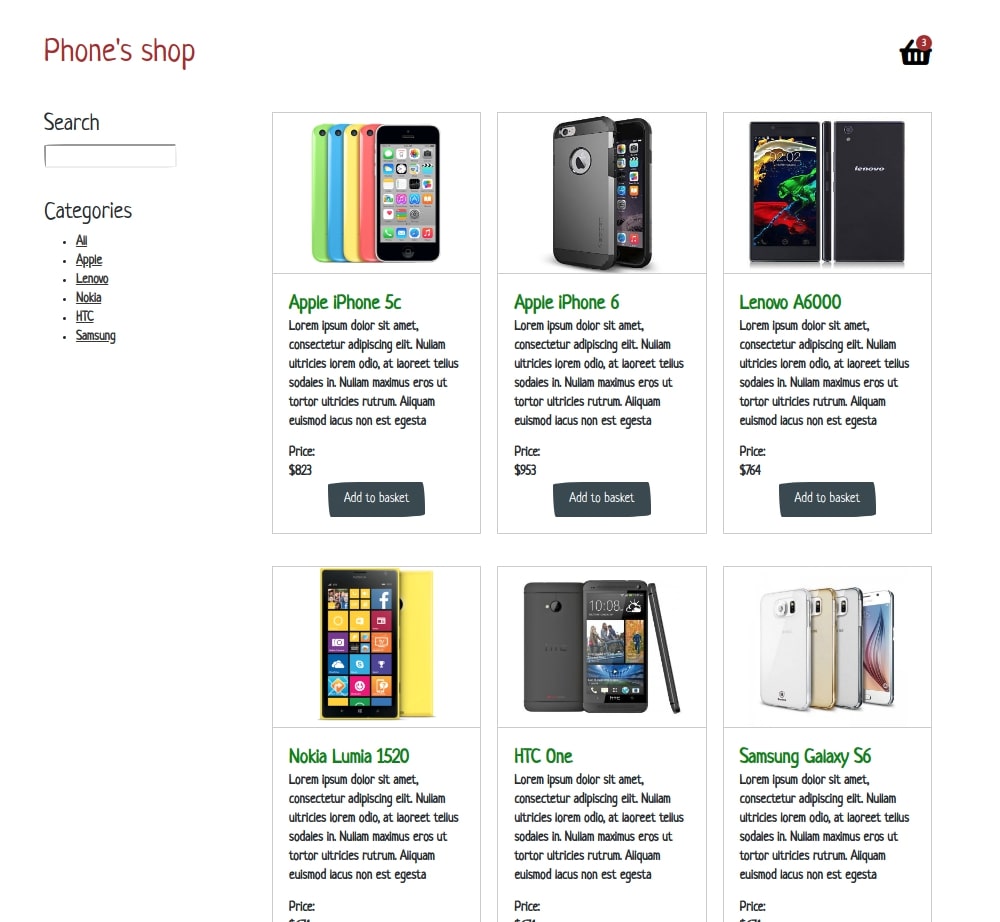 Phone's shop
3
Search
Categories
All
Apple
Lenovo
Nokia
HTC
Samsung
02:02
lenovo
Apple iPhone 5c
Lorem ipsum dolor sit amet,
consectetur adipiscing elit. Nullam
ultricies lorem odio, at laoreet tellus
sodales in. Nullam maximus eros ut
tortor ultricies rutrum. Aliquam
euismod lacus non est egesta
Price:
$823
Add to basket
Apple iPhone 6
Lorem ipsum dolor sit amet,
consectetur adipiscing elit. Nullam
ultricies lorem odio, at laoreet tellus
sodales in. Nullam maximus eros ut
tortor ultricies rutrum. Aliquam
euismod lacus non est egesta
Price:
$953
Add to basket
Lenovo A6000
Lorem ipsum dolor sit amet,
consectetur adipiscing elit. Nullam
ultricies lorem odio, at laoreet tellus
sodales in. Nullam maximus eros ut
tortor ultricies rutrum. Aliquam
euismod lacus non est egesta
Price:
$764
Add to basket
10:08
Nokia Lumia 1520
Lorem ipsum dolor sit amet,
consectetur adipiscing elit. Nullam
ultricies lorem odio, at laoreet tellus
sodales in. Nullam maximus eros ut
tortor ultricies rutrum. Aliquam
euismod lacus non est egesta
Price:
HTC One
Lorem ipsum dolor sit amet,
consectetur adipiscing elit. Nullam
ultricies lorem odio, at laoreet tellus
sodales in. Nullam maximus eros ut
tortor ultricies rutrum. Aliquam
euismod lacus non est egesta
Price:
Samsung Galaxy S6
Lorem ipsum dolor sit amet,
consectetur adipiscing elit. Nullam
ultricies lorem odio, at laoreet tellus
sodales in. Nullam maximus eros ut
tortor ultricies rutrum. Aliquam
euismod lacus non est egesta
Price: